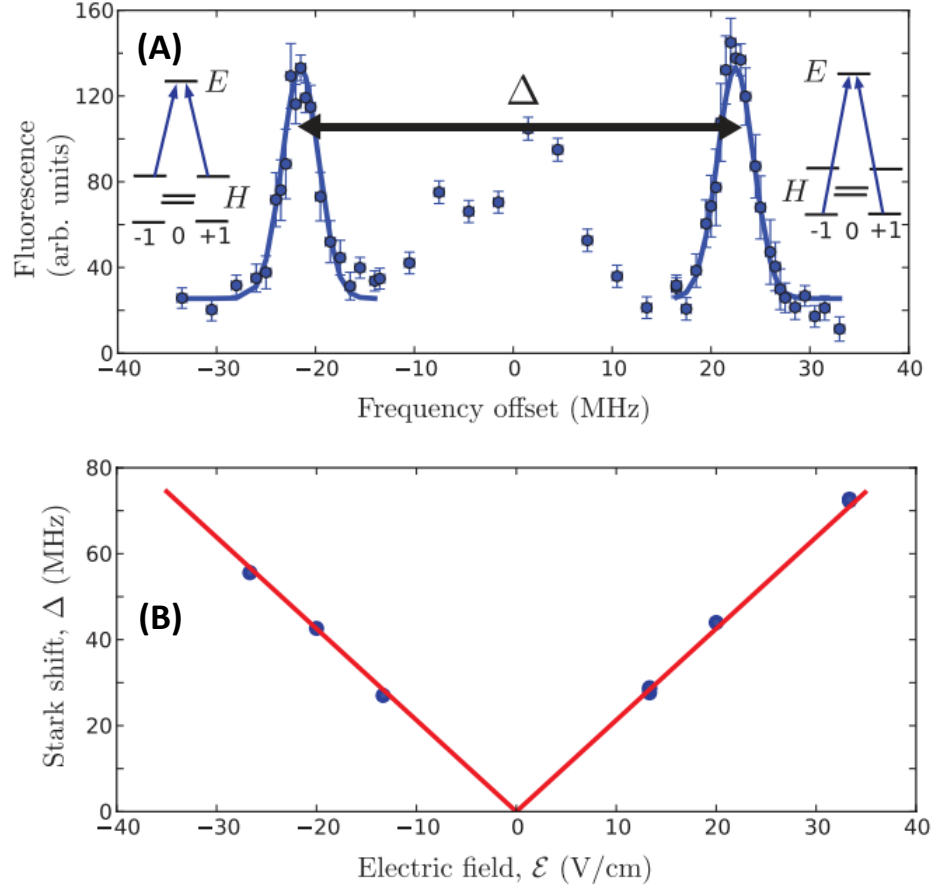 (A)
Fluorescence
(arb. units)
160
120
80
40
0
E
H
-1 0 +1
Δ
E
H
-1 0 +1
−40 −30 −20 −10 0 10 20 30 40
Frequency offset (MHz)
(B)
Stark shift, Δ (MHz)
80
60
40
20
0
−40 −30 −20 −10 0 10 20 30 40
Electric field, ℰ (V/cm)